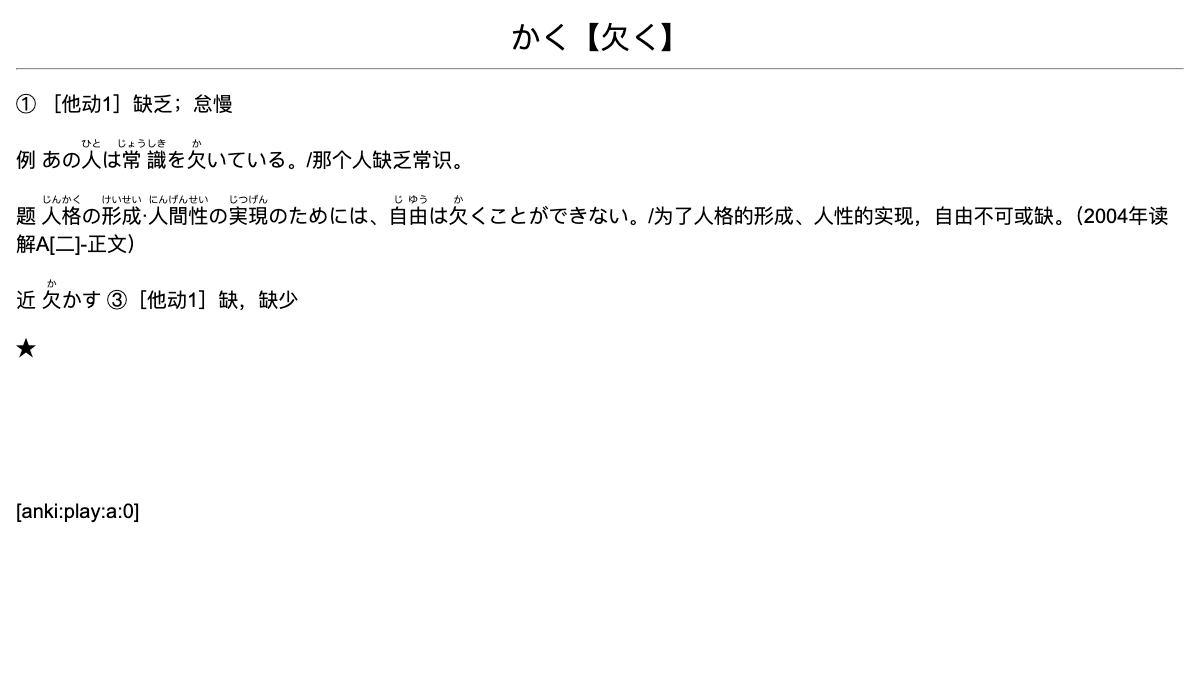 かく【欠く】
① ［他动1］缺乏；怠慢
ひと じょうしき か
例 あの人は常識を欠いている。/那个人缺乏常识。
じんかく けいせい にんげんせい じつげん じゆう か
题 人格の形成·人間性の実現のためには、自由は欠くことができない。/为了人格的形成、人性的实现，自由不可或缺。（2004年读
解A[二]-正文）
か
近 欠かす ③［他动1］缺，缺少
★
[anki:play:a:0]